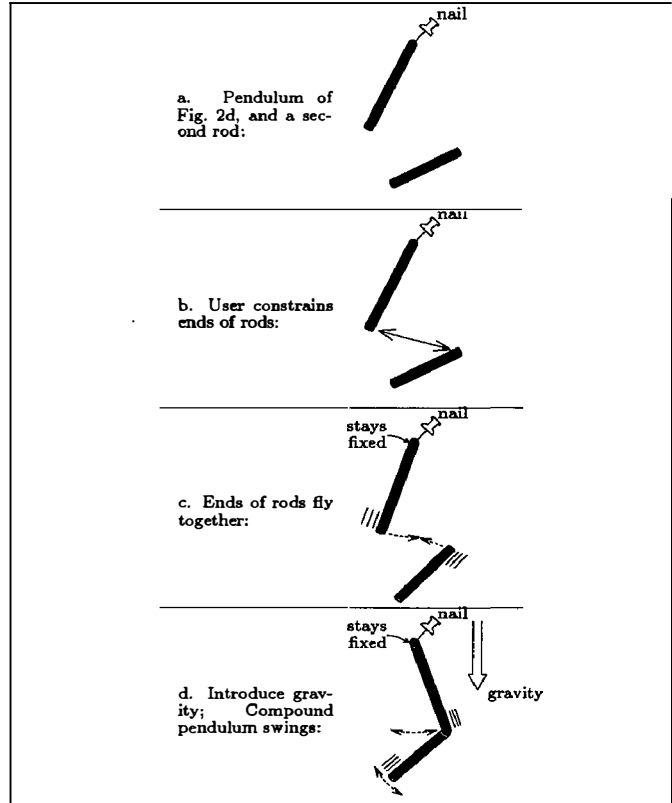 nail
a. Pendulum of
Fig. 2d, and a sec-
ond rod:
nail
b. User constrains
ends of rods:
nail
stays
fixed
c. Ends of rods fly
together:
nail
stays
fixed
gravity
d. Introduce grav-
ity; Compound
pendulum swings: